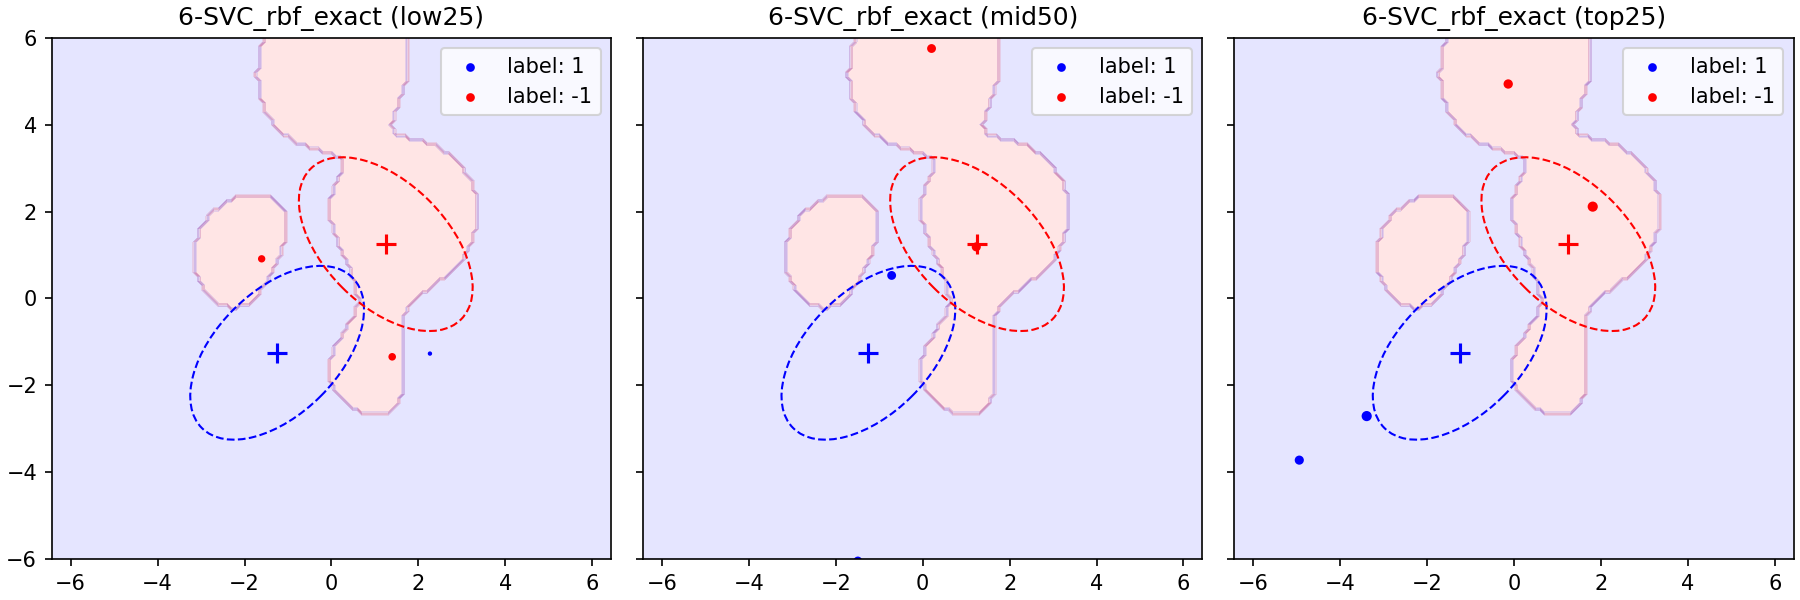 6-SVC_rbf_exact (low25)
6-SVC_rbf_exact (mid50)
6-SVC_rbf_exact (top25)
label: 1
label: -1
label: 1
label: -1
label: 1
label: -1
6
4
2
0
−2
−4
−6
−6 −4 −2 0 2 4 6
−6 −4 −2 0 2 4 6
−6 −4 −2 0 2 4 6